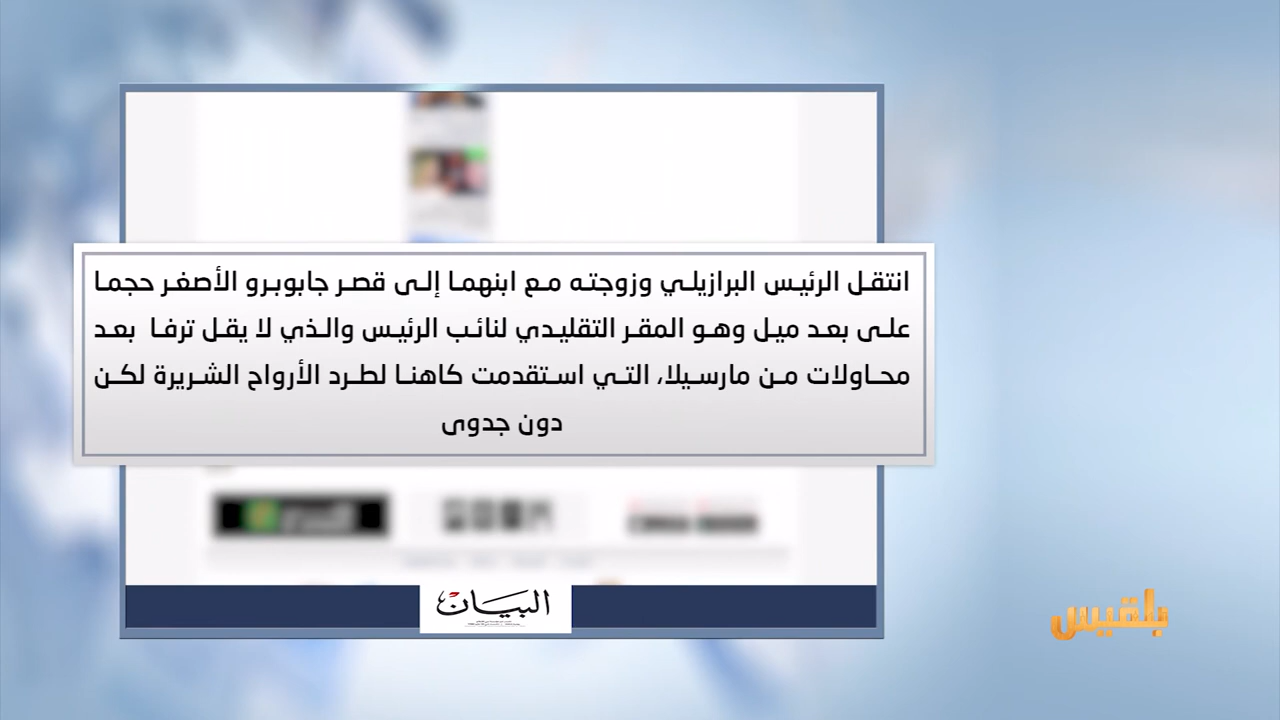 انتقل الرئيس البرازيلي وزوجته مع ابنهما إلى قصر جابوبرو الأصغر حجما
على بعد ميل وهو المقر التقليدي لنائب الرئيس والذي لا يقل ترفا بعد
محاولات من مارسيلا، التي استقدمت كاهنا لطرد الأرواح الشريرة لكن
دون جدوى
البيان
بلقيس